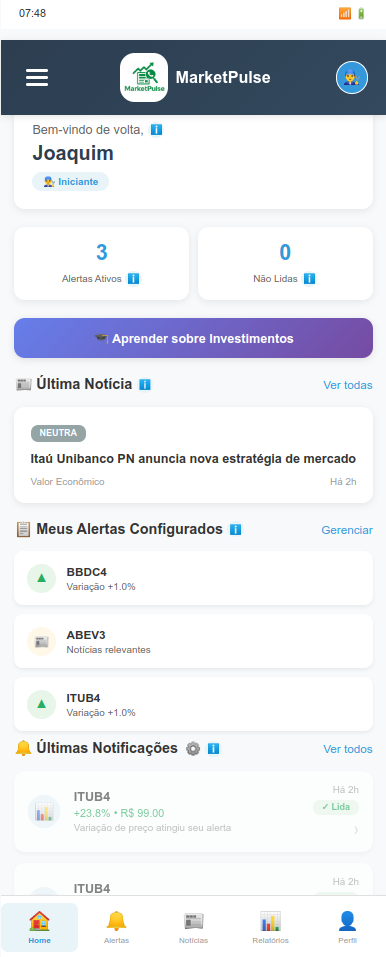 07:48
MarketPulse
MarketPulse
Bem-vindo de volta,
Joaquim
Iniciante
3
Alertas Ativos
0
Não Lidas
Aprender sobre Investimentos
Última Notícia
Ver todas
NEUTRA
Itaú Unibanco PN anuncia nova estratégia de mercado
Valor Econômico
Há 2h
Meus Alertas Configurados
Gerenciar
BBDC4
Variação +1.0%
ABEV3
Notícias relevantes
ITUB4
Variação +1.0%
Últimas Notificações
Ver todos
ITUB4
Há 2h
+23.8% • R$ 99.00
✓ Lida
Variação de preço atingiu seu alerta
Há 2h
ITUB4
Home
Alertas
Notícias
Relatórios
Perfil